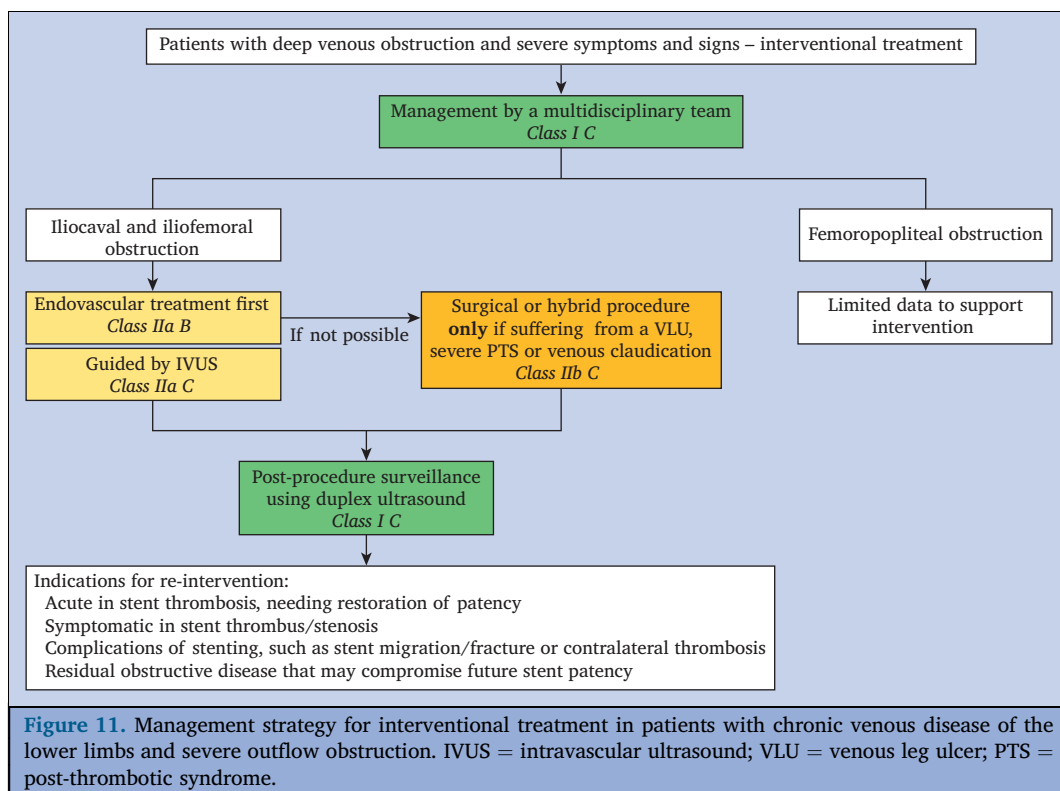 Patients with deep venous obstruction and severe symptoms and signs – interventional treatment
Management by a multidisciplinary team
Class I C
Iliocaval and iliofemoral
obstruction
Femoropopliteal obstruction
Endovascular treatment first
Class IIa B
If not possible
Surgical or hybrid procedure
only if suffering from a VLU,
severe PTS or venous claudication
Class IIb C
Limited data to support
intervention
Guided by IVUS
Class IIa C
Post-procedure surveillance
using duplex ultrasound
Class I C
Indications for re-intervention:
Acute in stent thrombosis, needing restoration of patency
Symptomatic in stent thrombus/stenosis
Complications of stenting, such as stent migration/fracture or contralateral thrombosis
Residual obstructive disease that may compromise future stent patency
Figure 11. Management strategy for interventional treatment in patients with chronic venous disease of the
lower limbs and severe outflow obstruction. IVUS = intravascular ultrasound; VLU = venous leg ulcer; PTS =
post-thrombotic syndrome.